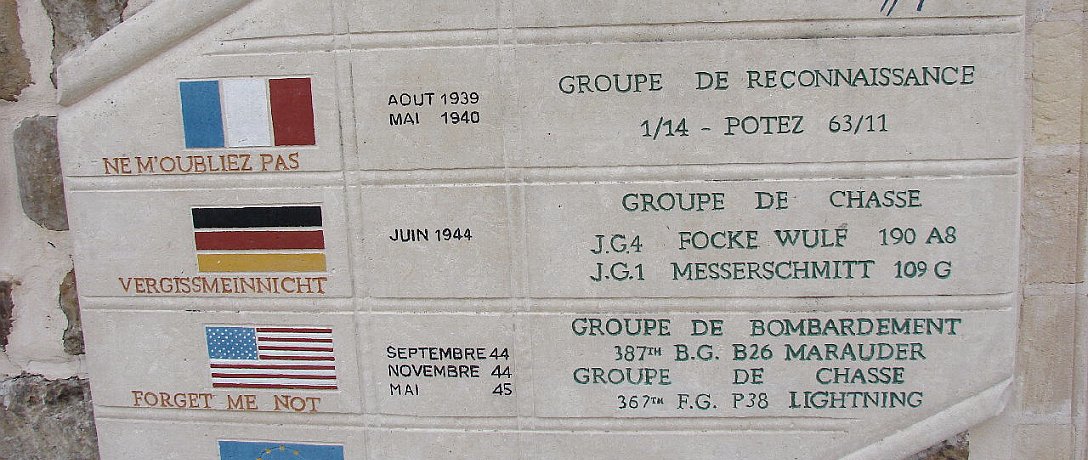 GROUPE DE RECONNAISSANCE
AOUT 1939
MAI 1940
1/14 - POTEZ 63/11
NE M'OUBLIEZ PAS
GROUPE DE CHASSE
JUIN 1944
J.G.4 FOCKE WULF 190 A8
J.G.1 MESSERSCHMITT 109 G
VERGISSMEINNICHT
GROUPE DE BOMBARDEMENT
SEPTEMBRE 44
387TH B.G. B26 MARAUDER
NOVEMBRE 44
GROUPE DE CHASSE
MAI 45
367TH F.G. P38 LIGHTNING
FORGET ME NOT